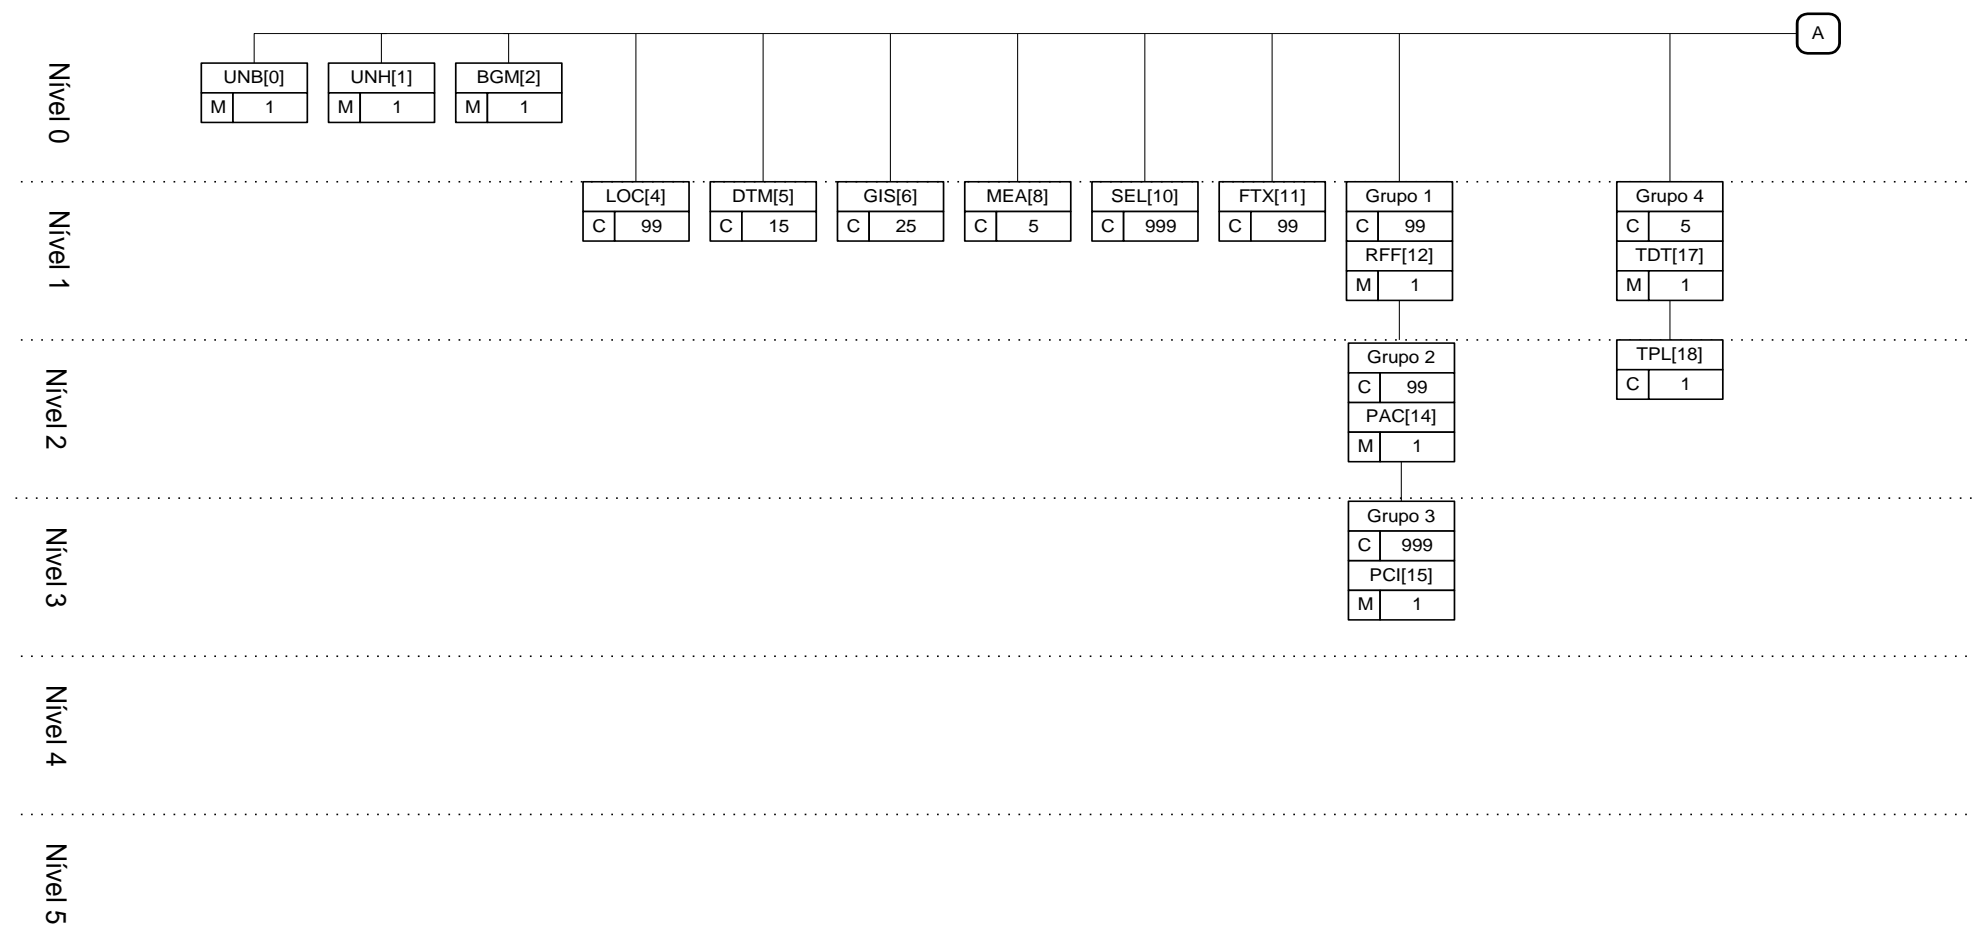 A
Nível 0
UNB[0] UNH[1] BGM[2]
M 1 M 1 M 1
Nível 1
LOC[4] DTM[5] GIS[6] MEA[8] SEL[10] FTX[11] Grupo 1 Grupo 4
C 99 C 15 C 25 C 5 C 999 C 99 C 99 C 5
RFF[12] TDT[17]
M 1 M 1
Nível 2
Grupo 2 TPL[18]
C 99 C 1
PAC[14]
M 1
Nível 3
Grupo 3
C 999
PCI[15]
M 1
Nível 4
Nível 5